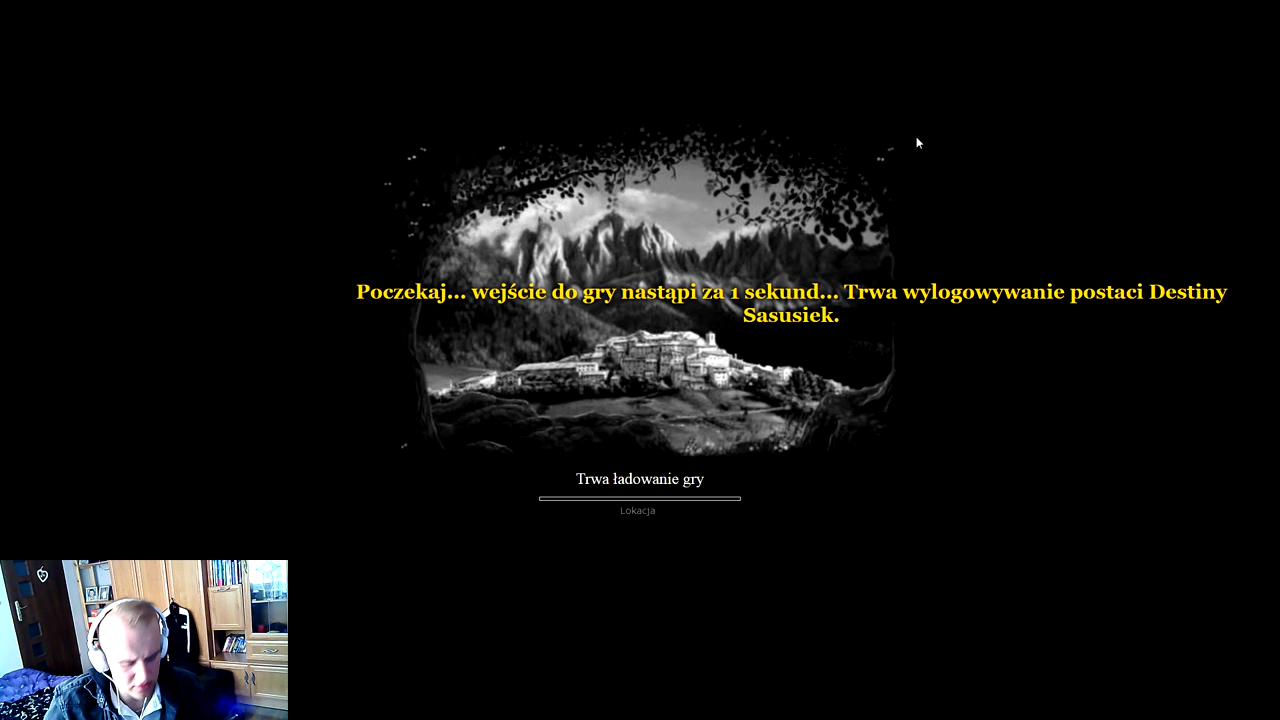 Poczekaj... wejście do gry nastąpi za 1 sekund... Trwa wylogowywanie postaci Destiny
Sasusiek.
Trwa ładowanie gry
Lokacja